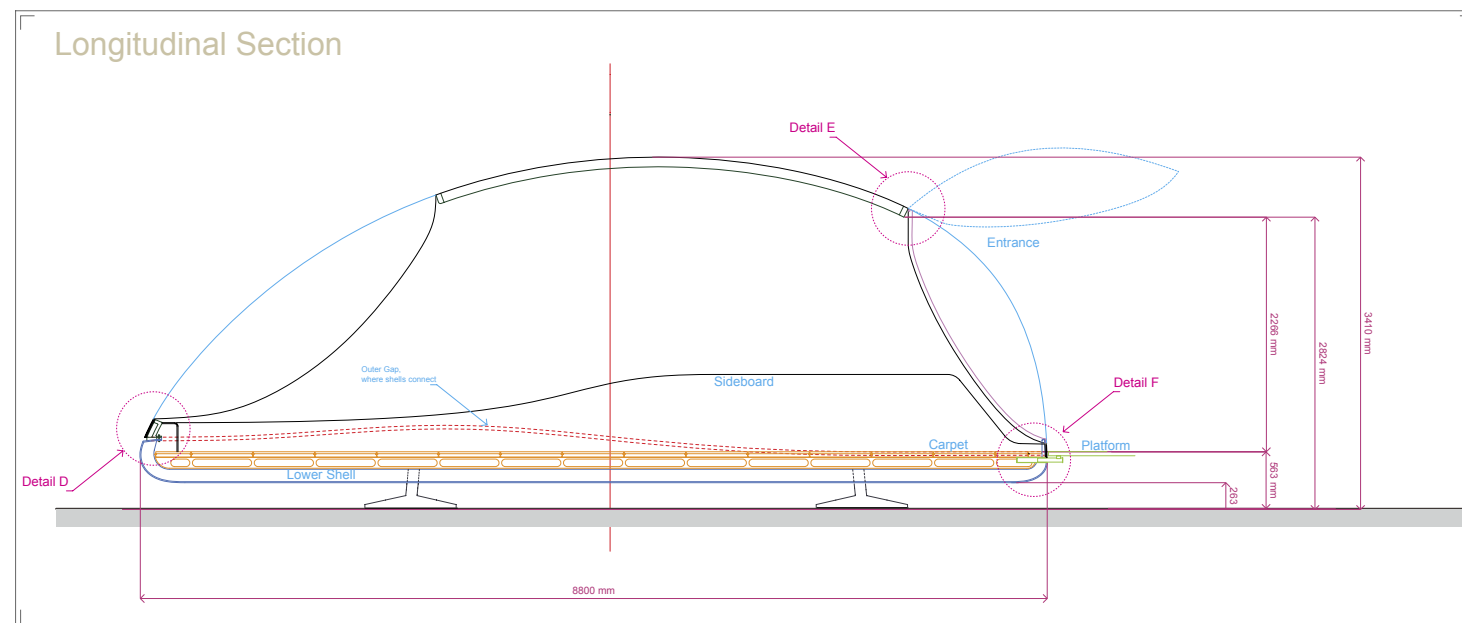 Longitudinal Section
Detail E
Entrance
2266 mm
2824 mm
3410 mm
Outer Gap,
where shells connect
Sideboard
Detail F
Carpet
Platform
Detail D
Lower Shell
563 mm
263
8800 mm